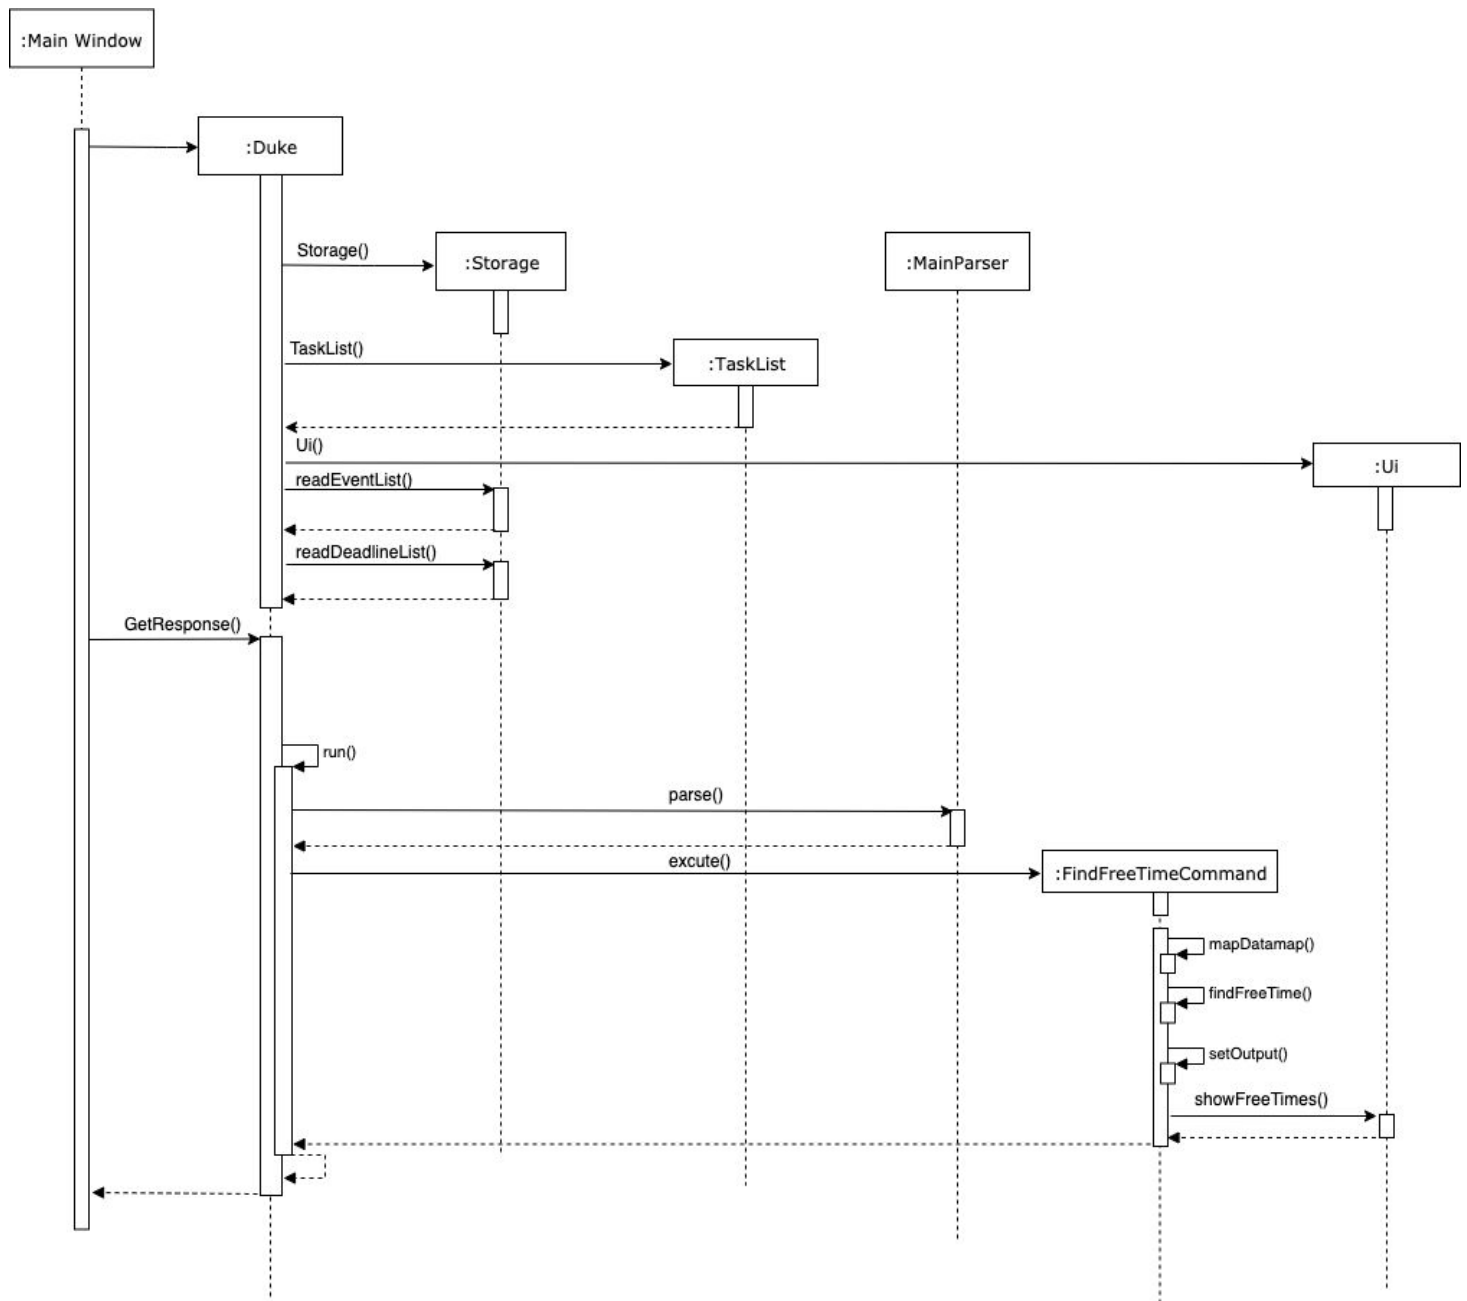 :Main Window
:Duke
Storage()
:Storage
:MainParser
TaskList()
:TaskList
Ui()
:Ui
readEventList()
readDeadlineList()
GetResponse()
run()
parse()
excute()
:FindFreeTimeCommand
mapDatamap()
findFreeTime()
setOutput()
showFreeTimes()